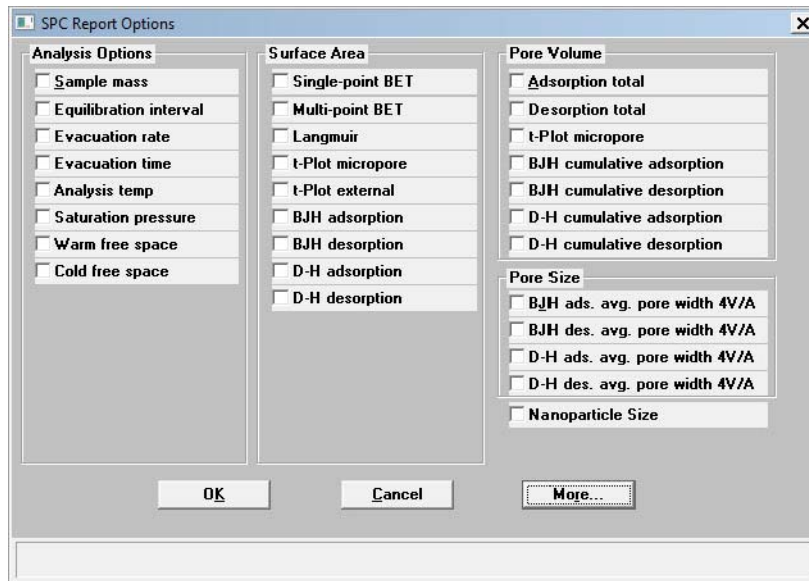 SPC Report Options
Analysis Options
Sample mass
Equilibration interval
Evacuation rate
Evacuation time
Analysis temp
Saturation pressure
Warm free space
Cold free space
Surface Area
Single-point BET
Multi-point BET
Langmuir
t-Plot micropore
t-Plot external
BJH adsorption
BJH desorption
D-H adsorption
D-H desorption
Pore Volume
Adsorption total
Desorption total
t-Plot micropore
BJH cumulative adsorption
BJH cumulative desorption
D-H cumulative adsorption
D-H cumulative desorption
Pore Size
BJH ads. avg. pore width 4V/A
BJH des. avg. pore width 4V/A
D-H ads. avg. pore width 4V/A
D-H des. avg. pore width 4V/A
Nanoparticle Size
OK
Cancel
More...